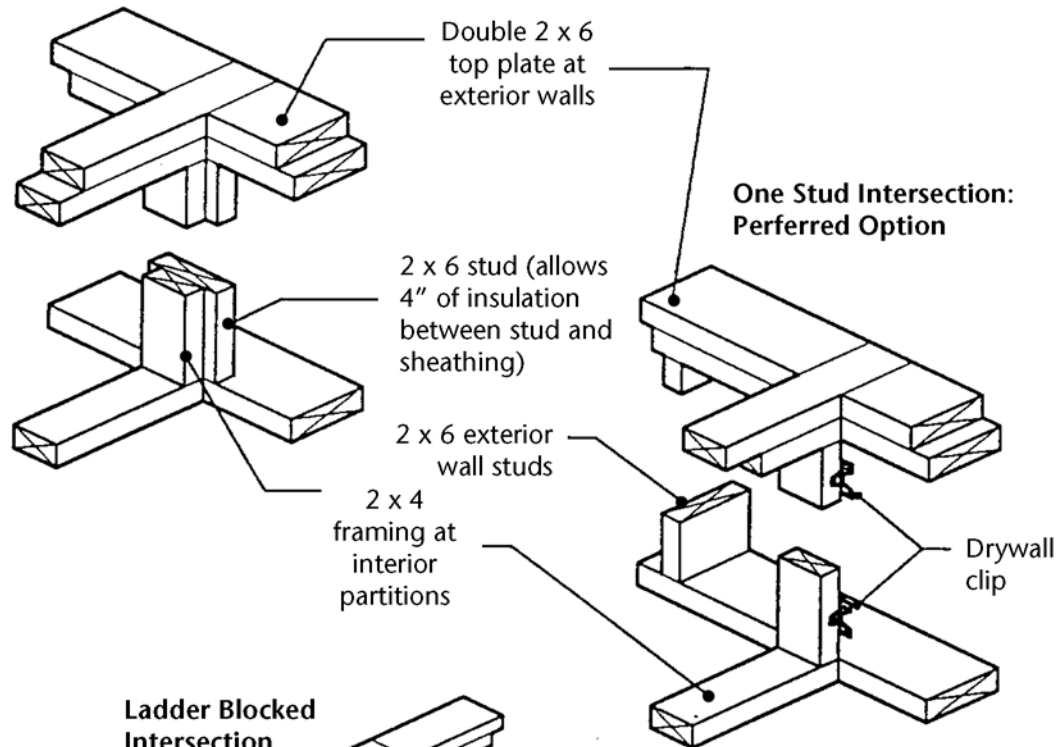 Double 2 x 6
top plate at
exterior walls
One Stud Intersection:
Perferred Option
2 x 6 stud (allows
4″ of insulation
between stud and
sheathing)
2 x 6 exterior
wall studs
2 x 4
framing at
interior
partitions
Drywall
clip
Ladder Blocked
Intersection